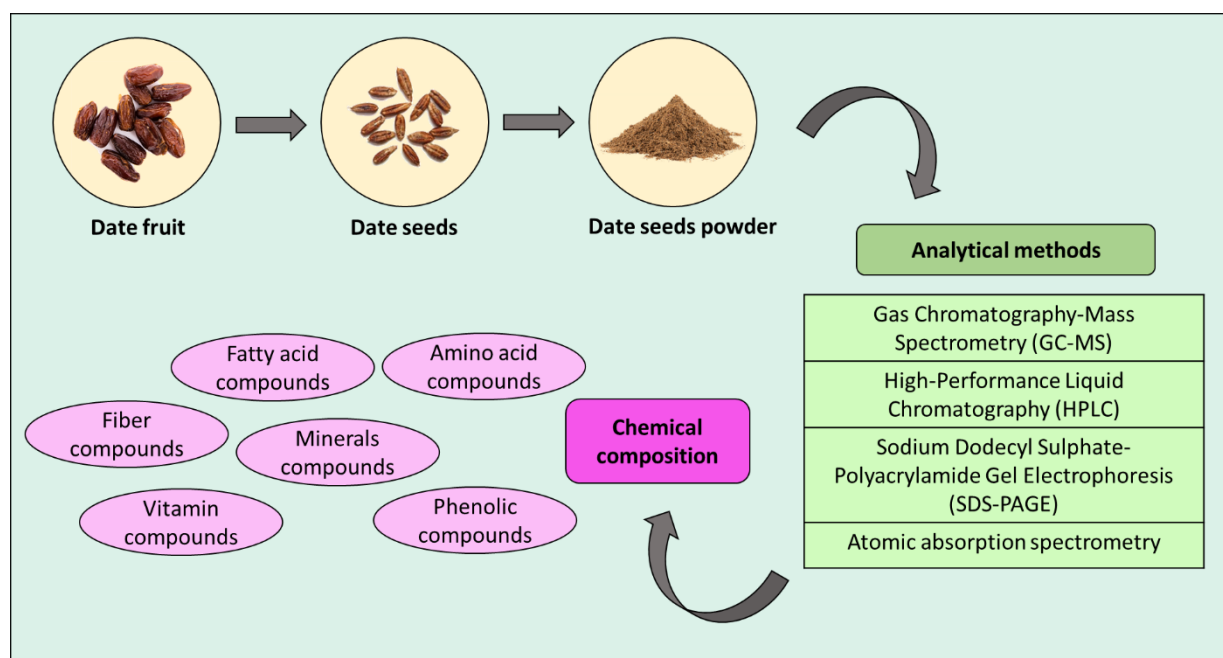 Date fruit
Date seeds
Date seeds powder
Analytical methods
Gas Chromatography-Mass
Spectrometry (GC-MS)
High-Performance Liquid
Chromatography (HPLC)
Sodium Dodecyl Sulphate-
Polyacrylamide Gel Electrophoresis
(SDS-PAGE)
Atomic absorption spectrometry
Chemical
composition
Fatty acid
compounds
Amino acid
compounds
Fiber
compounds
Minerals
compounds
Vitamin
compounds
Phenolic
compounds